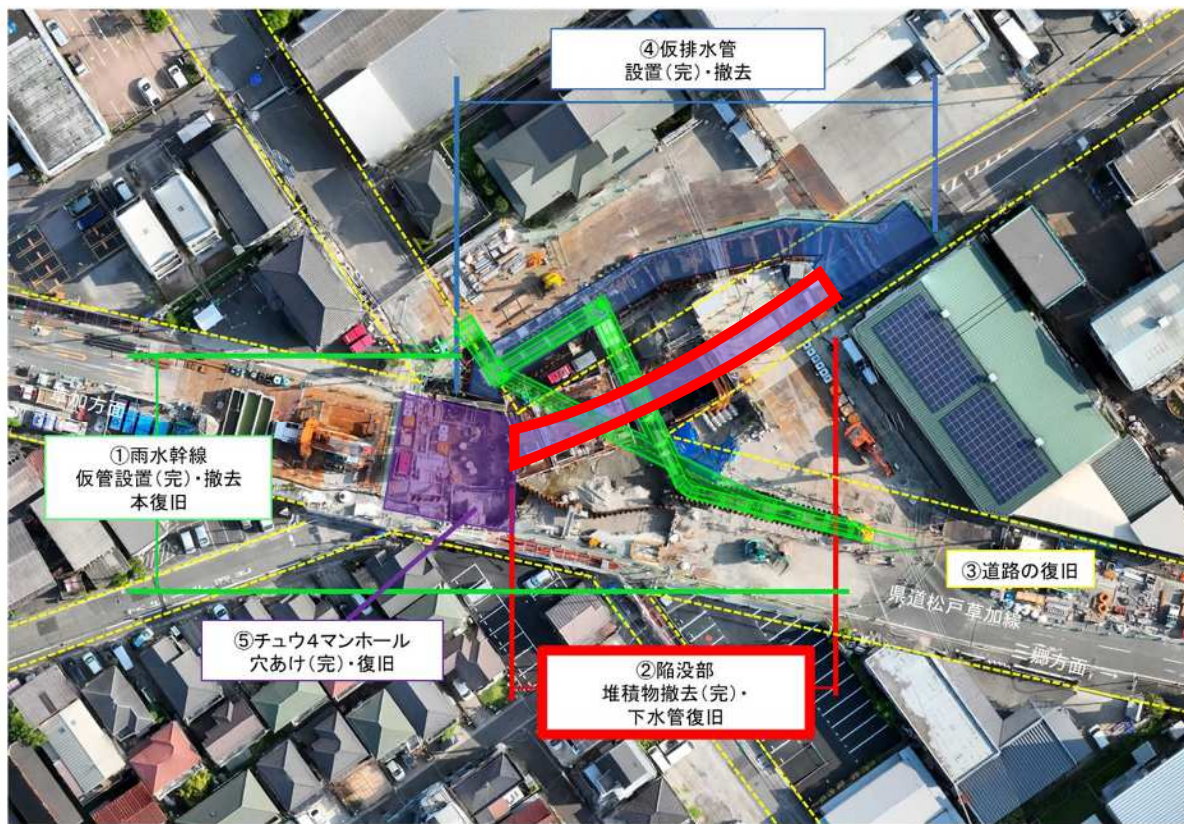 ④仮排水管
設置(完)・撤去
草加方面
①雨水幹線
仮管設置(完)・撤去
本復旧
③道路の復旧
県道松戸草加線
三郷方面→
⑤チュウ4マンホール
穴あけ(完)・復旧
②陥没部
堆積物撤去(完)・
下水管復旧